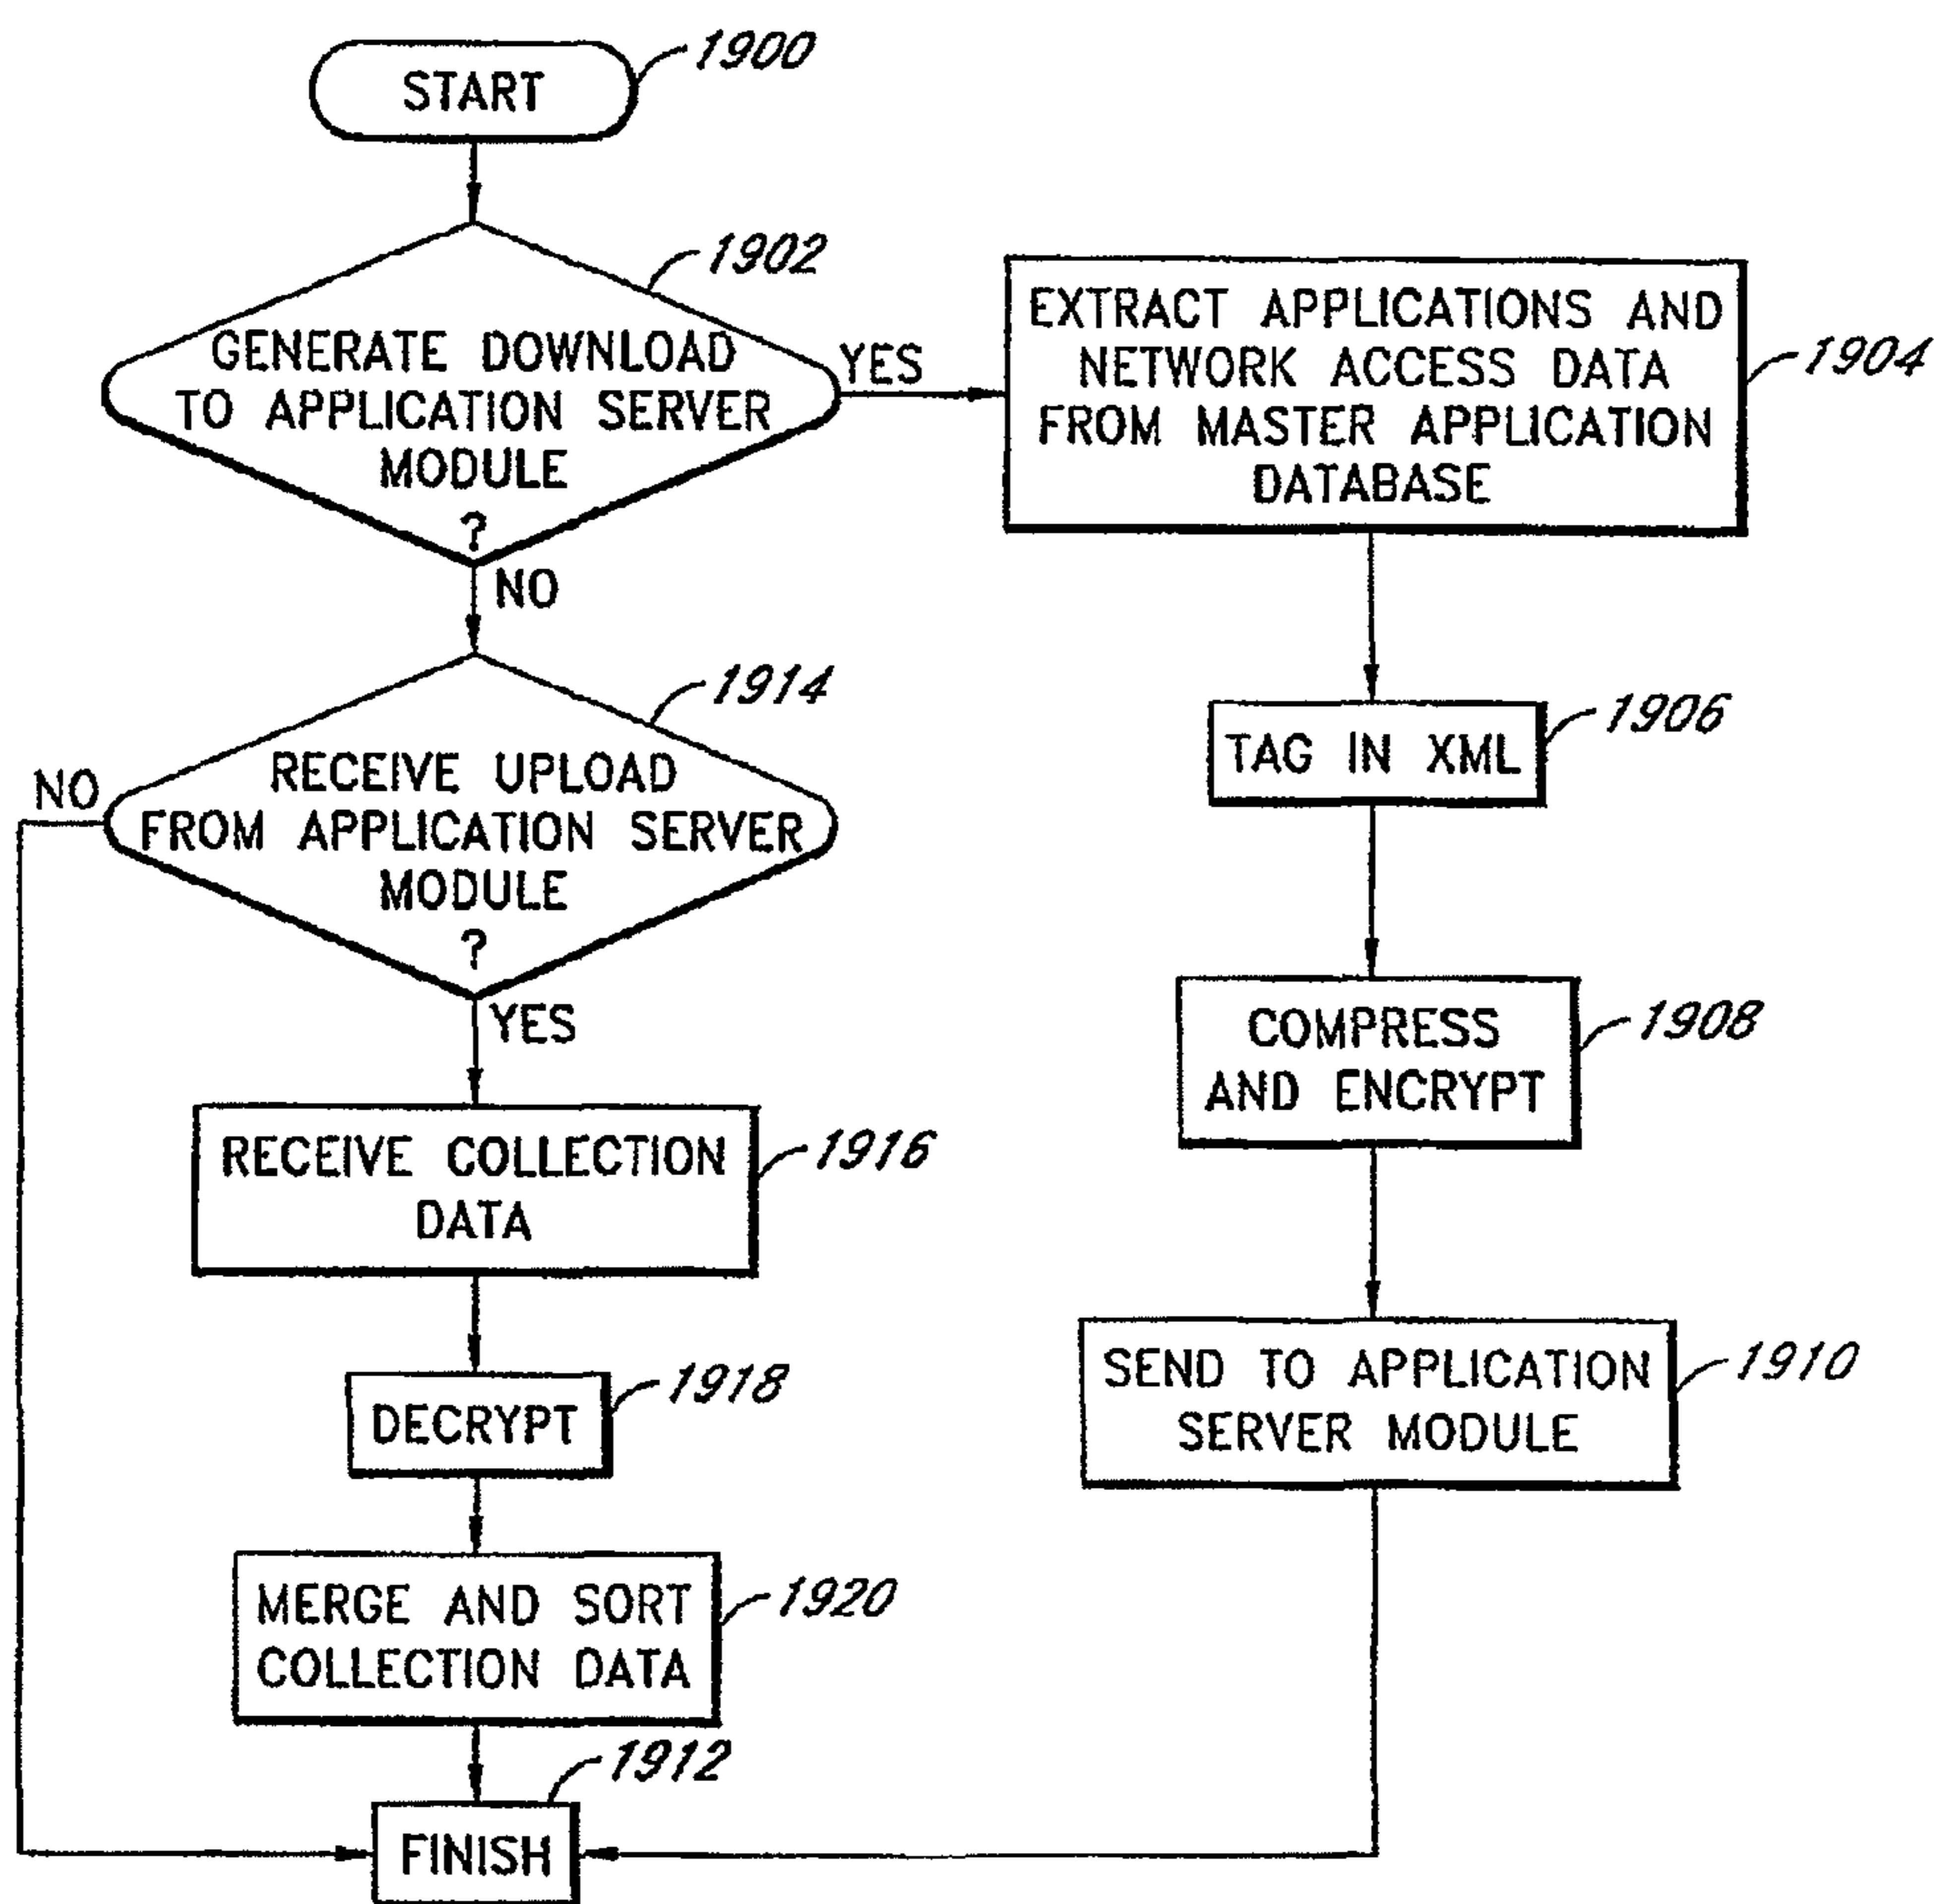 START
1900
GENERATE DOWNLOAD
TO APPLICATION SERVER
MODULE
?
1902
YES
NO
EXTRACT APPLICATIONS AND
NETWORK ACCESS DATA
FROM MASTER APPLICATION
DATABASE
1904
TAG IN XML
1906
COMPRESS
AND ENCRYPT
1908
SEND TO APPLICATION
SERVER MODULE
1910
RECEIVE UPLOAD
FROM APPLICATION SERVER
MODULE
?
1914
NO
YES
RECEIVE COLLECTION
DATA
1916
DECRYPT
1918
MERGE AND SORT
COLLECTION DATA
1920
FINISH
1912